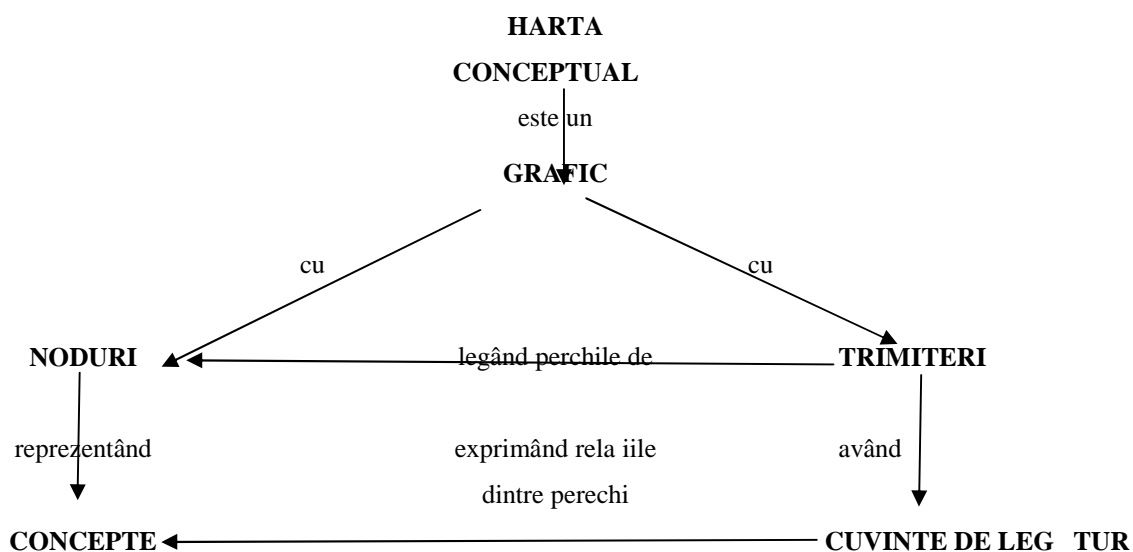 HARTA
CONCEPTUAL
este un
GRAFIC
cu cu
NODURI legând perchile de TRIMITERI
reprezentând exprimând rela iile având
dintre perechi
CONCEPTE CUVINTE DE LEG TUR